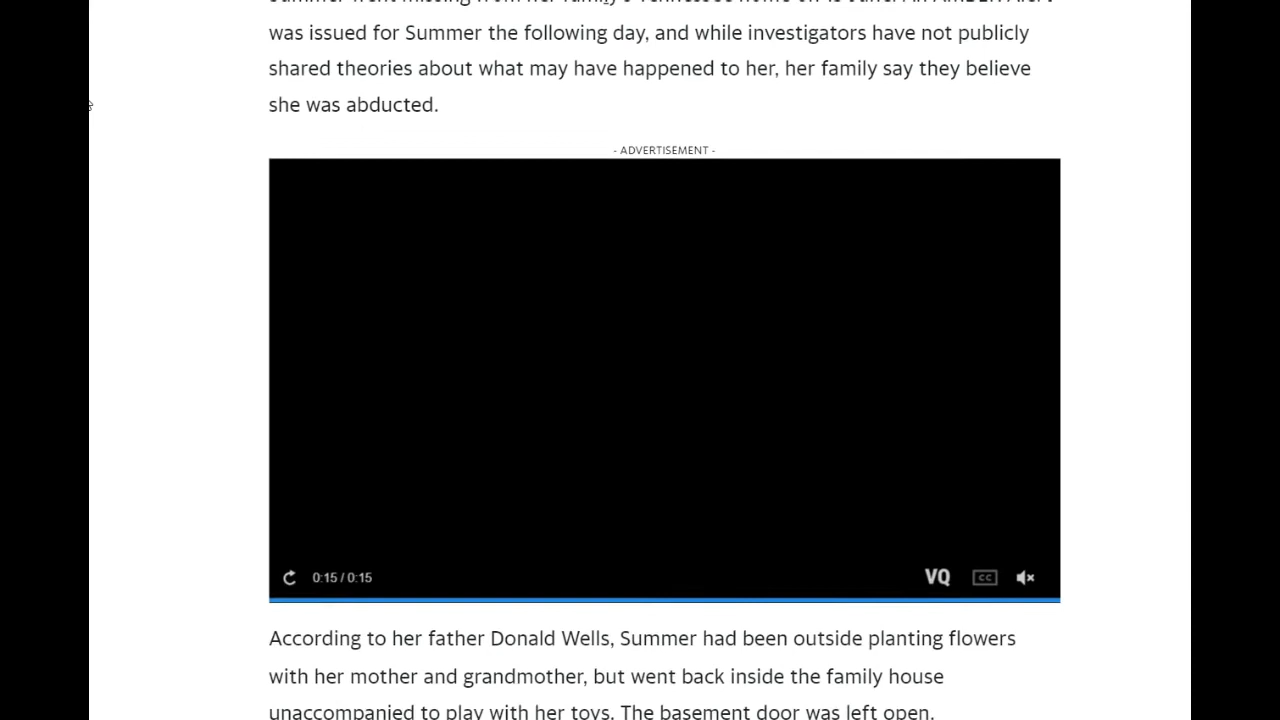 was issued for Summer the following day, and while investigators have not publicly
shared theories about what may have happened to her, her family say they believe
she was abducted.
- ADVERTISEMENT -
0:15 / 0:15
VQ
CC
According to her father Donald Wells, Summer had been outside planting flowers
with her mother and grandmother, but went back inside the family house
unaccompanied to play with her toys. The basement door was left open.